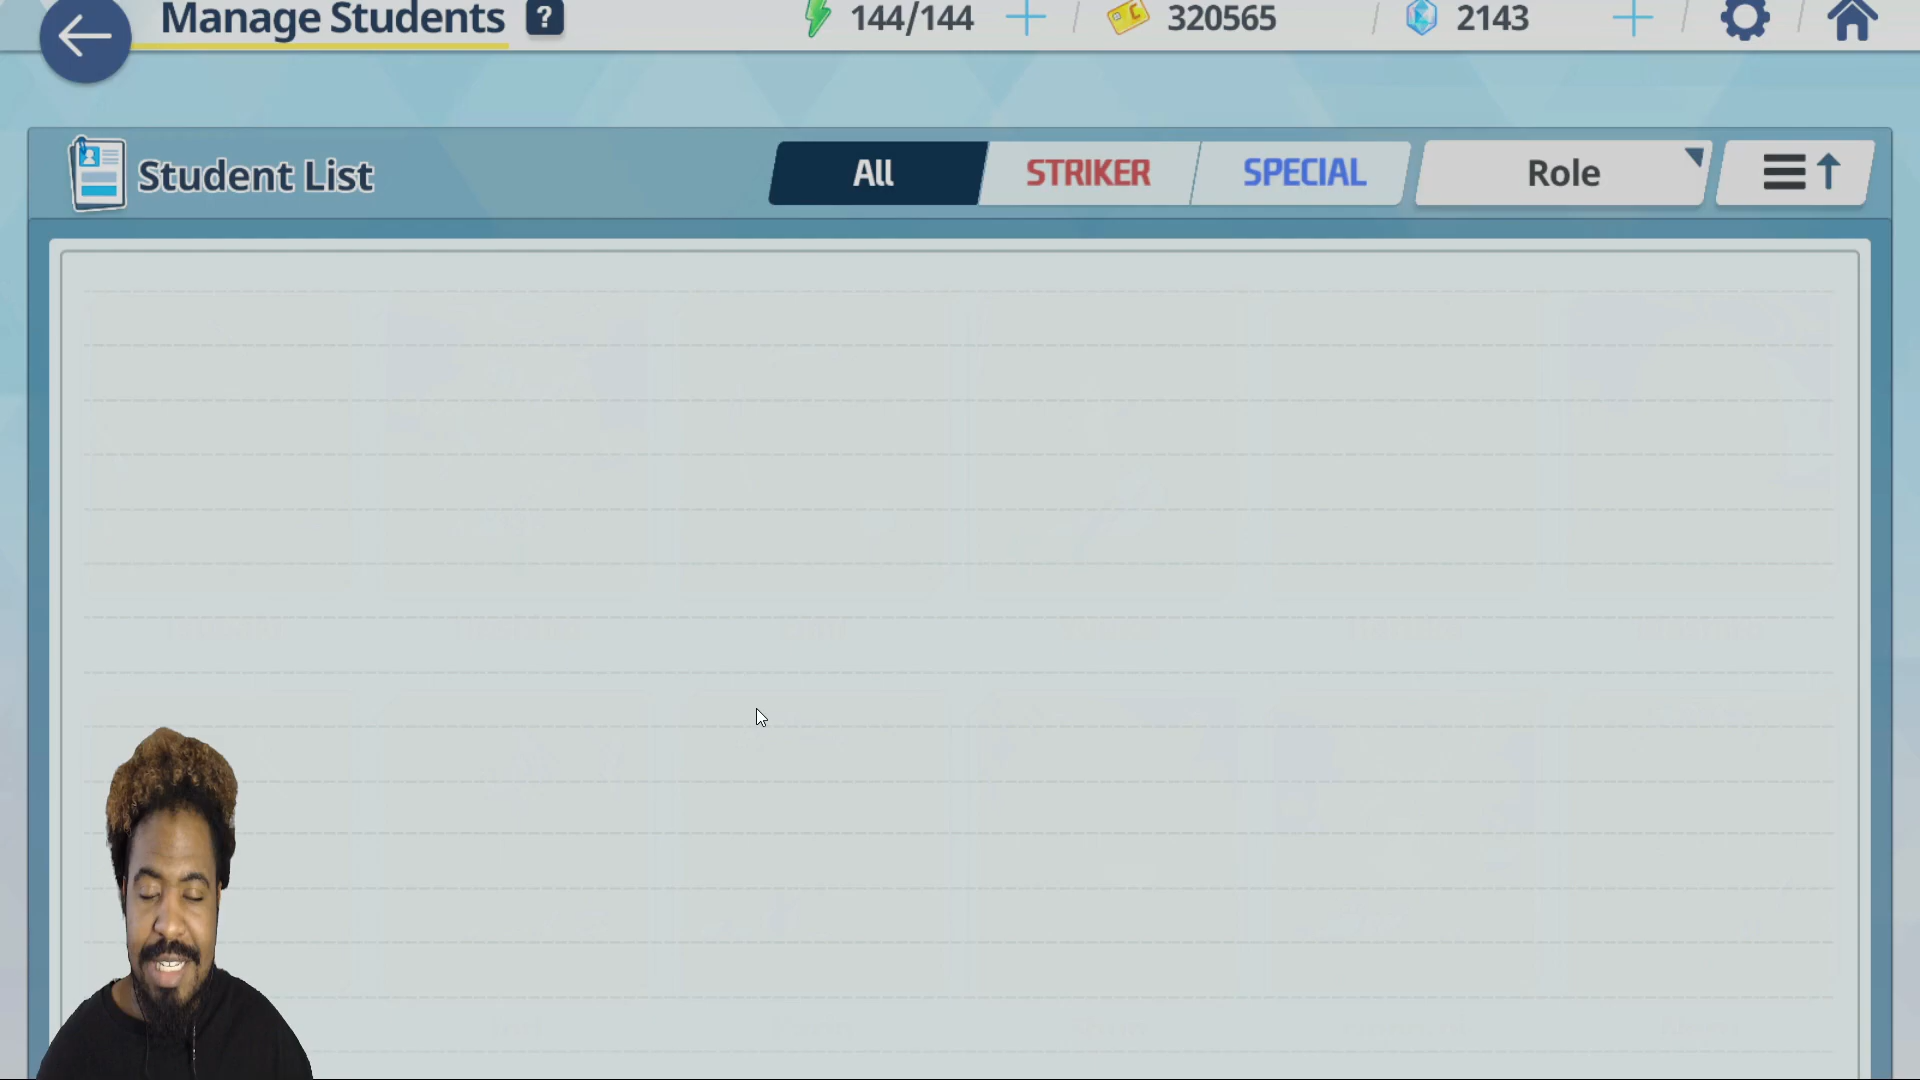 Manage Students ? 144/144 320565 2143
Student List All STRIKER SPECIAL Role